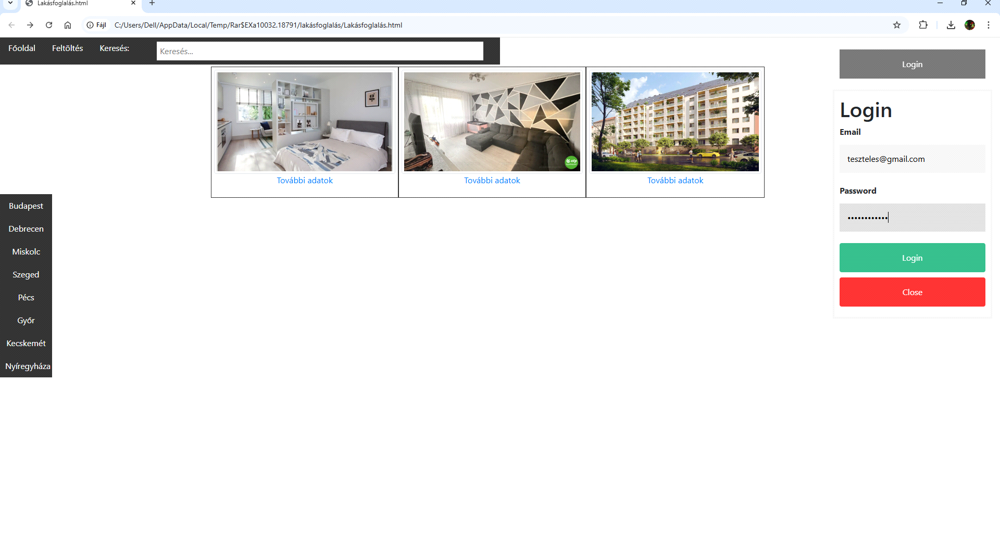 Lakásfoglalás.html
Fájl
C:/Users/Dell/AppData/Local/Temp/Rar$EXa10032.18791/lakásfoglalás/Lakásfoglalás.html
Főoldal
Feltöltés
Keresés:
Keresés...
Login
További adatok
További adatok
További adatok
otp
Budapest
Debrecen
Miskolc
Szeged
Pécs
Győr
Kecskemét
Nyíregyháza
Login
Email
teszteles@gmail.com
Password
••••••••••••
Login
Close